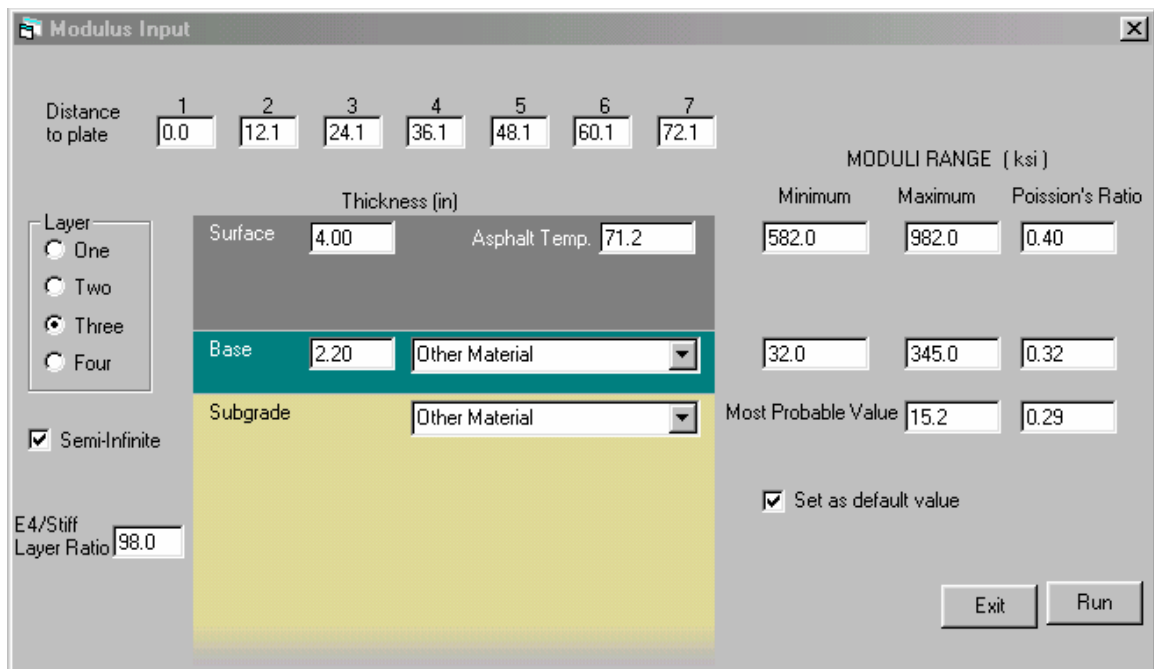 Modulus Input
1 2 3 4 5 6 7
Distance
to plate
0.0 12.1 24.1 36.1 48.1 60.1 72.1
MODULI RANGE ( ksi )
Thickness (in)
Minimum Maximum Poission's Ratio
Layer
One
Two
Three
Four
Surface 4.00 Asphalt Temp. 71.2 582.0 982.0 0.40
Base 2.20 Other Material 32.0 345.0 0.32
Subgrade Other Material Most Probable Value 15.2 0.29
Semi-Infinite
Set as default value
E4/Stiff
Layer Ratio 98.0
Exit Run